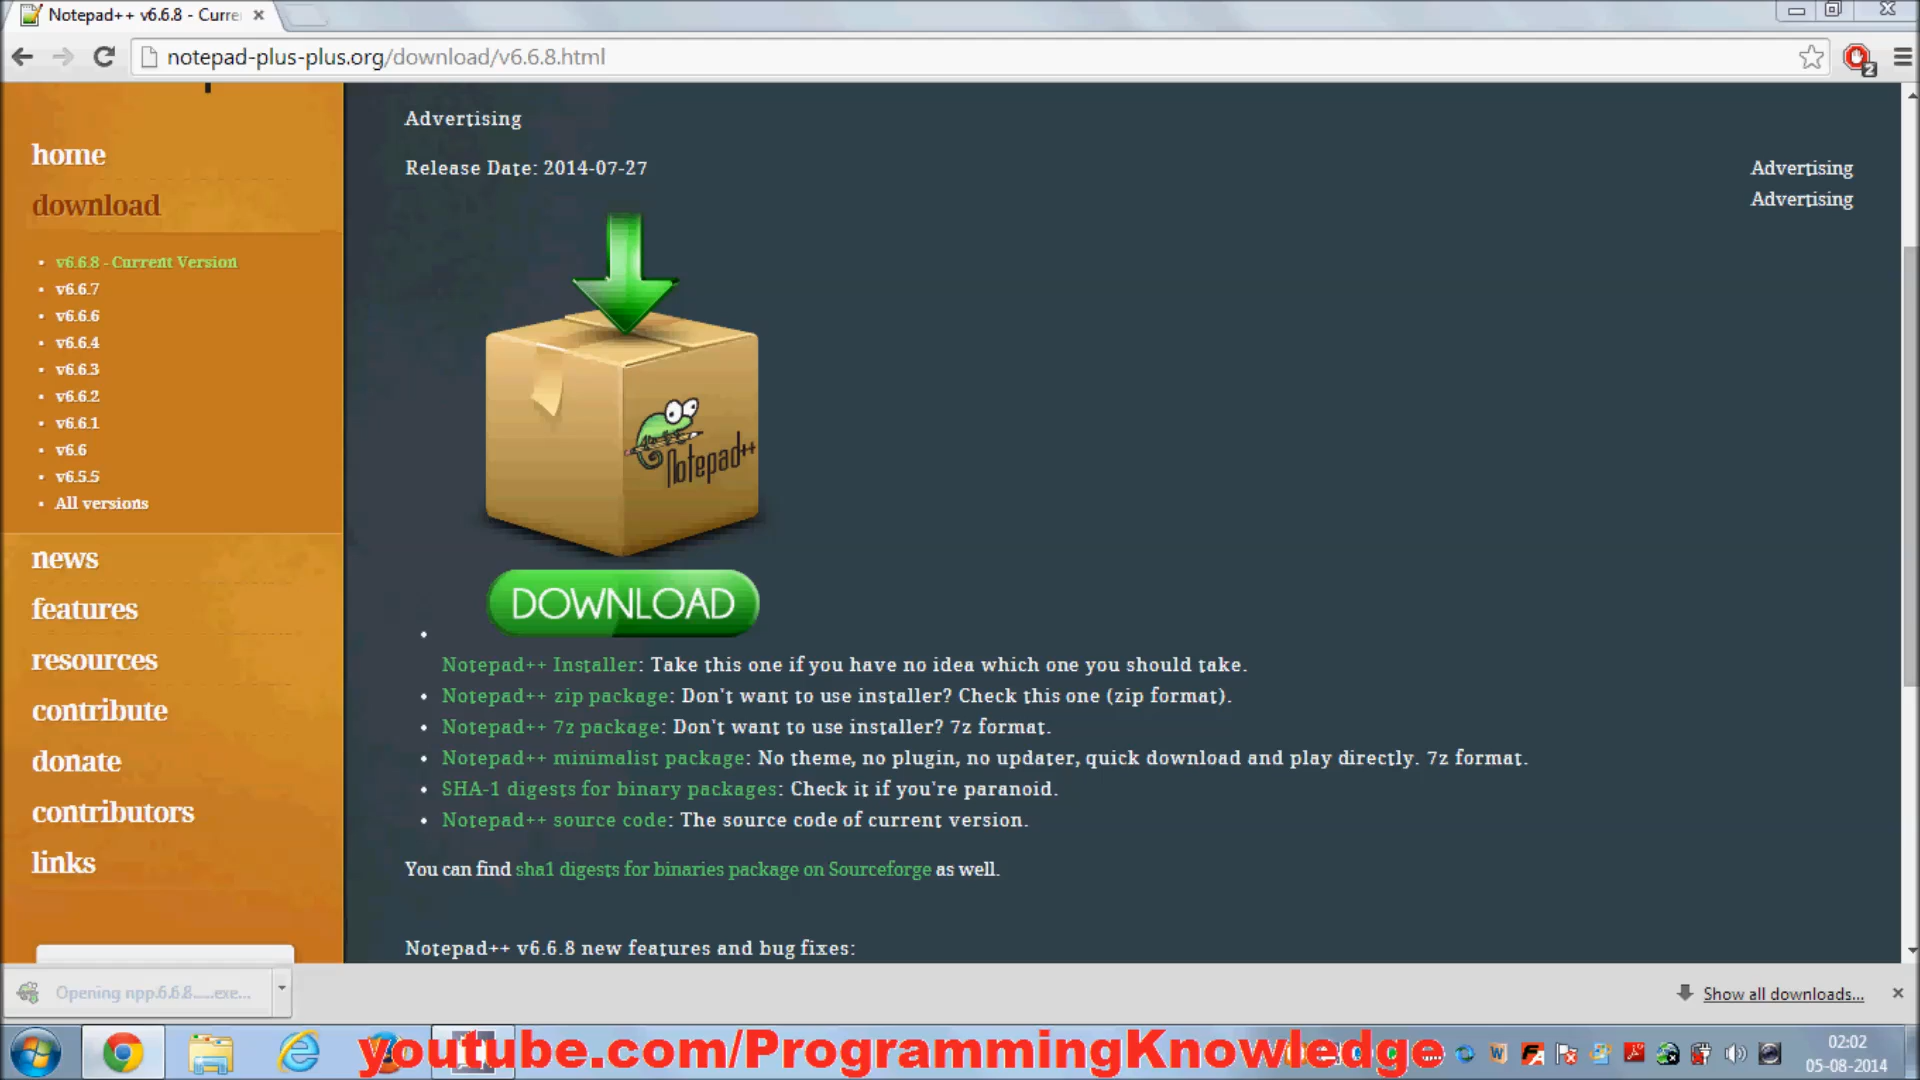 Notepad++ v6.6.8 - Curre
notepad-plus-plus.org/download/v6.6.8.html
2
home
download
v6.6.8 - Current Version
v6.6.7
v6.6.6
v6.6.4
v6.6.3
v6.6.2
v6.6.1
v6.6
v6.5.5
All versions
news
features
resources
contribute
donate
contributors
links
Advertising
Release Date: 2014-07-27
Advertising
Advertising
Notepad++
DOWNLOAD
Notepad++ Installer: Take this one if you have no idea which one you should take.
Notepad++ zip package: Don't want to use installer? Check this one (zip format).
Notepad++ 7z package: Don't want to use installer? 7z format.
Notepad++ minimalist package: No theme, no plugin, no updater, quick download and play directly. 7z format.
SHA-1 digests for binary packages: Check it if you're paranoid.
Notepad++ source code: The source code of current version.
You can find sha1 digests for binaries package on Sourceforge as well.
Notepad++ v6.6.8 new features and bug fixes:
Opening npp.6.6.8.....exe...
Show all downloads...
youtube.com/ProgrammingKnowledge
02:02
05-08-2014